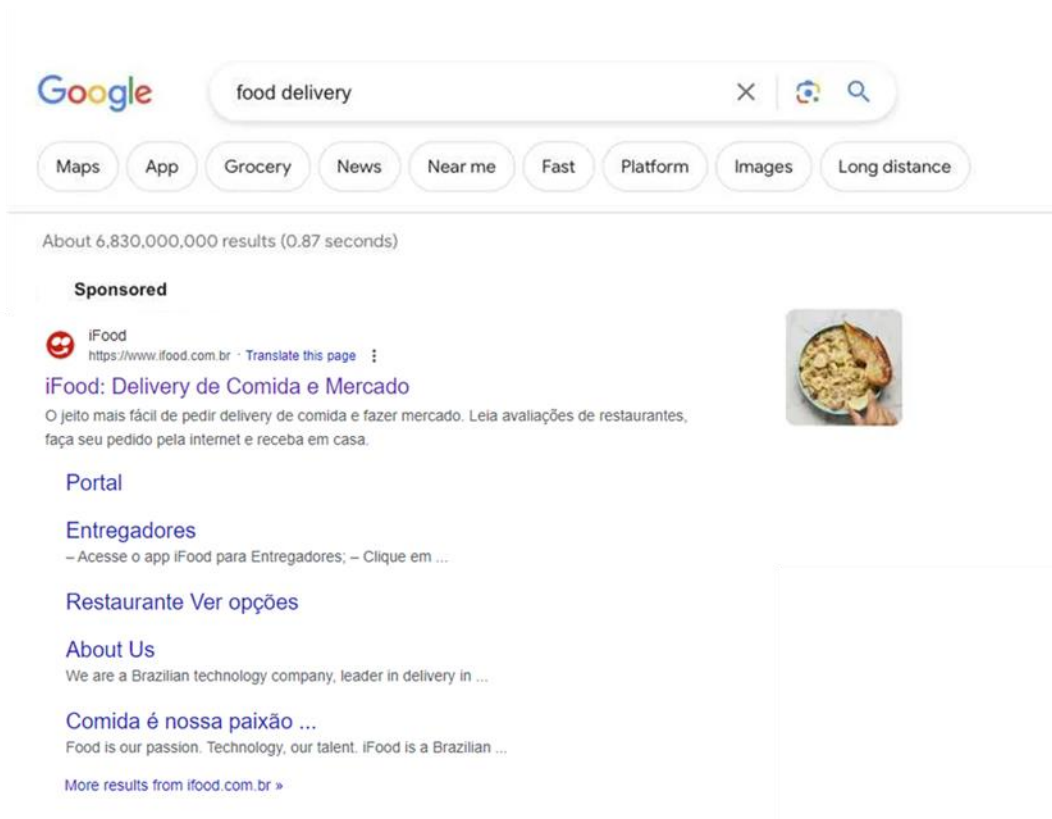 Google
food delivery
Maps App Grocery News Near me Fast Platform Images Long distance
About 6,830,000,000 results (0.87 seconds)
Sponsored
iFood
https://www.ifood.com.br · Translate this page
iFood: Delivery de Comida e Mercado
O jeito mais fácil de pedir delivery de comida e fazer mercado. Leia avaliações de restaurantes,
faça seu pedido pela internet e receba em casa.
Portal
Entregadores
– Acesse o app iFood para Entregadores; – Clique em ...
Restaurante Ver opções
About Us
We are a Brazilian technology company, leader in delivery in ...
Comida é nossa paixão ...
Food is our passion. Technology, our talent. iFood is a Brazilian ...
More results from ifood.com.br »